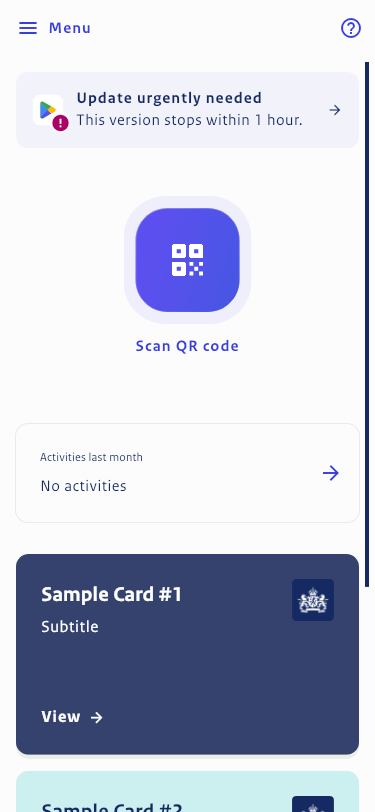 Menu
Update urgently needed
This version stops within 1 hour.
Scan QR code
Activities last month
No activities
Sample Card #1
Subtitle
View
Sample Card #2